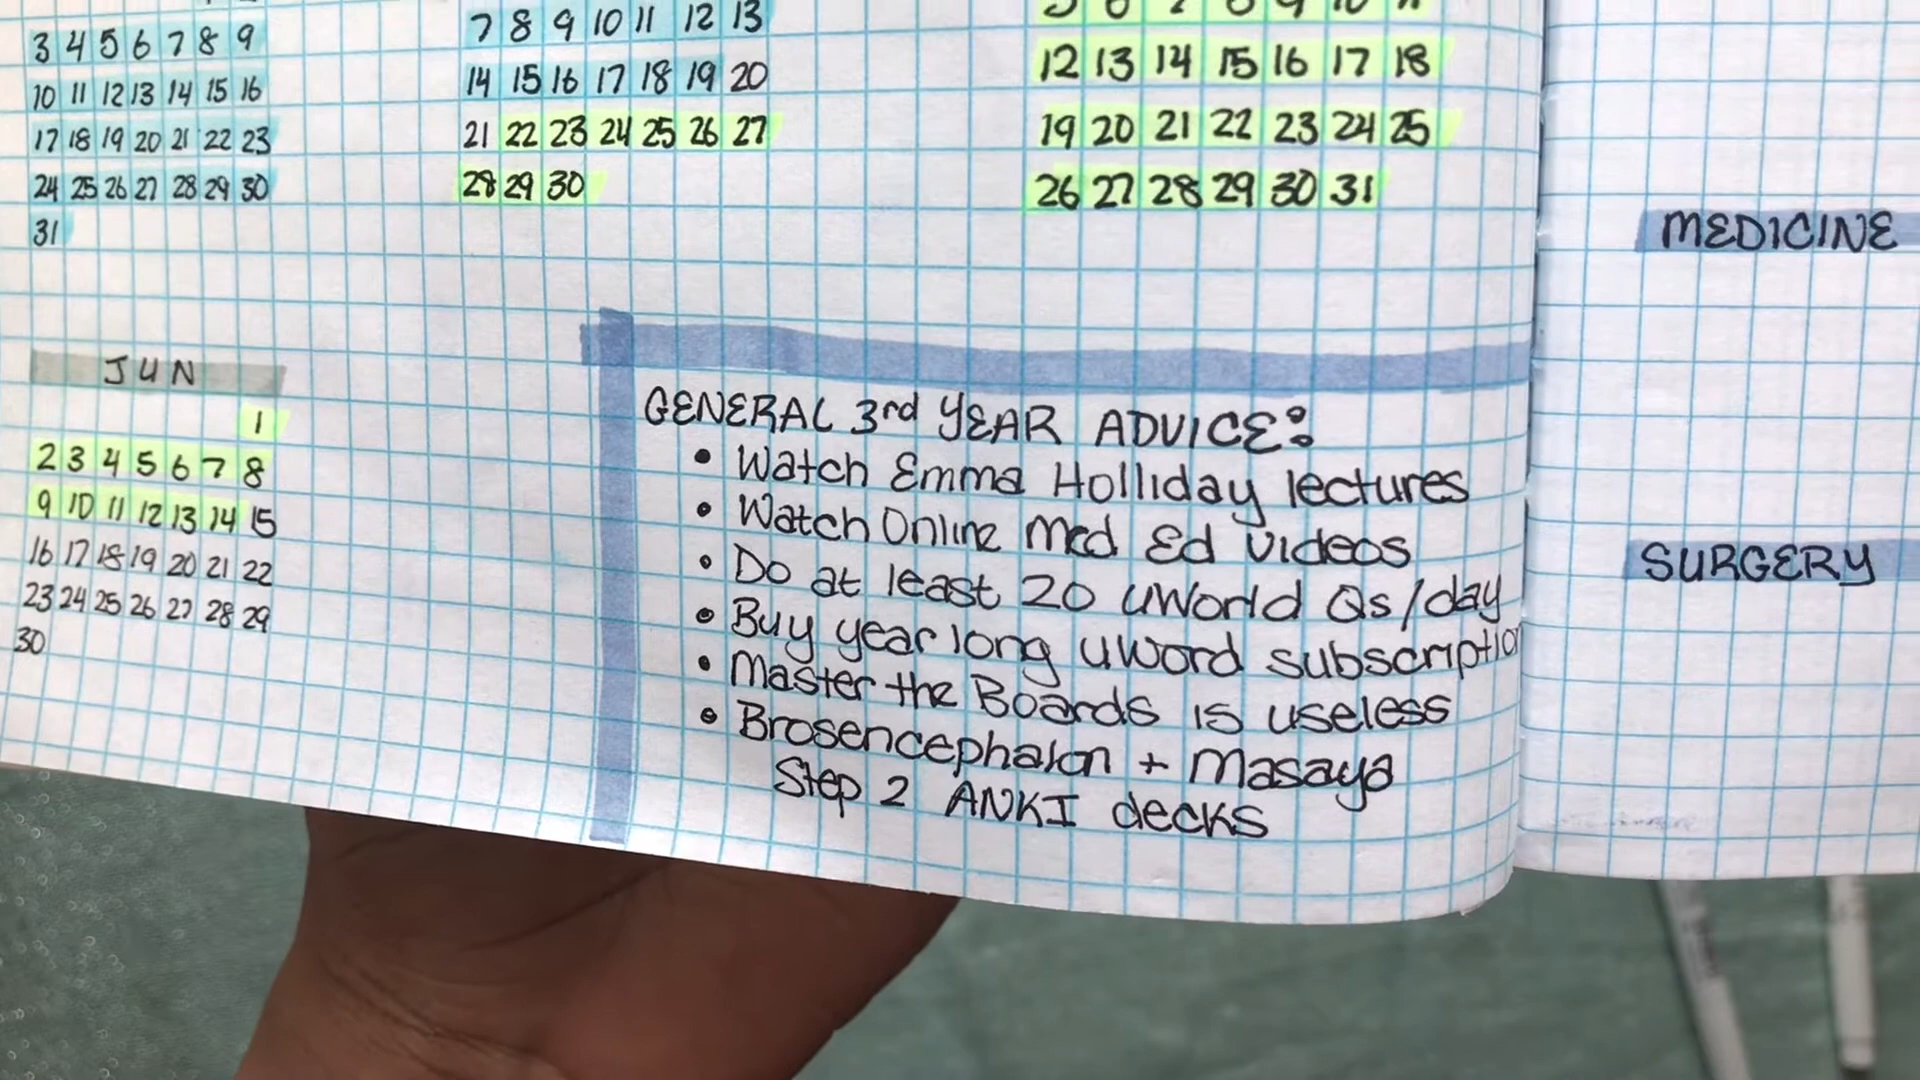 3 4 5 6 7 8 9
10 11 12 13 14 15 16
17 18 19 20 21 22 23
24 25 26 27 28 29 30
31
7 8 9 10 11 12 13
14 15 16 17 18 19 20
21 22 23 24 25 26 27
28 29 30
12 13 14 15 16 17 18
19 20 21 22 23 24 25
26 27 28 29 30 31
JUN
1
2 3 4 5 6 7 8
9 10 11 12 13 14 15
16 17 18 19 20 21 22
23 24 25 26 27 28 29
30
GENERAL 3rd YEAR ADVICE:
• Watch Emma Holliday lectures
• Watch Online Med Ed videos
• Do at least 20 UWorld Qs/day
• Buy year long UWord subscription
• Master the Boards is useless
• Brosencephalon + Masaya
Step 2 ANKI decks
MEDICINE
SURGERY